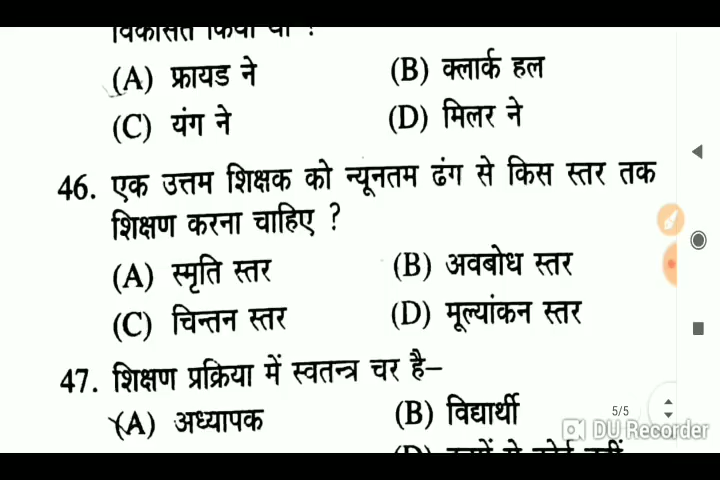 विकसित किया था ?
(A) फ्रायड ने (B) क्लार्क हल
(C) यंग ने (D) मिलर ने
46. एक उत्तम शिक्षक को न्यूनतम ढंग से किस स्तर तक
शिक्षण करना चाहिए ?
(A) स्मृति स्तर (B) अवबोध स्तर
(C) चिन्तन स्तर (D) मूल्यांकन स्तर
47. शिक्षण प्रक्रिया में स्वतन्त्र चर है–
(A) अध्यापक (B) विद्यार्थी
5/5
DU Recorder
(D)